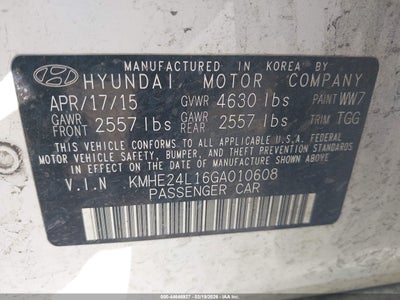 MANUFACTURED IN KOREA BY
HYUNDAI MOTOR COMPANY
APR/17/15 GVWR 4630 lbs PAINT WW7
GAWR FRONT 2557 lbs GAWR REAR 2557 lbs TRIM TGG
THIS VEHICLE CONFORMS TO ALL APPLICABLE U.S.A. FEDERAL
MOTOR VEHICLE SAFETY, BUMPER, AND
THEFT PREVENTION STANDARDS IN EFFECT ON
THE DATE OF MANUFACTURE SHOWN ABOVE.
V.I.N KMHE24L16GA010608
PASSENGER CAR